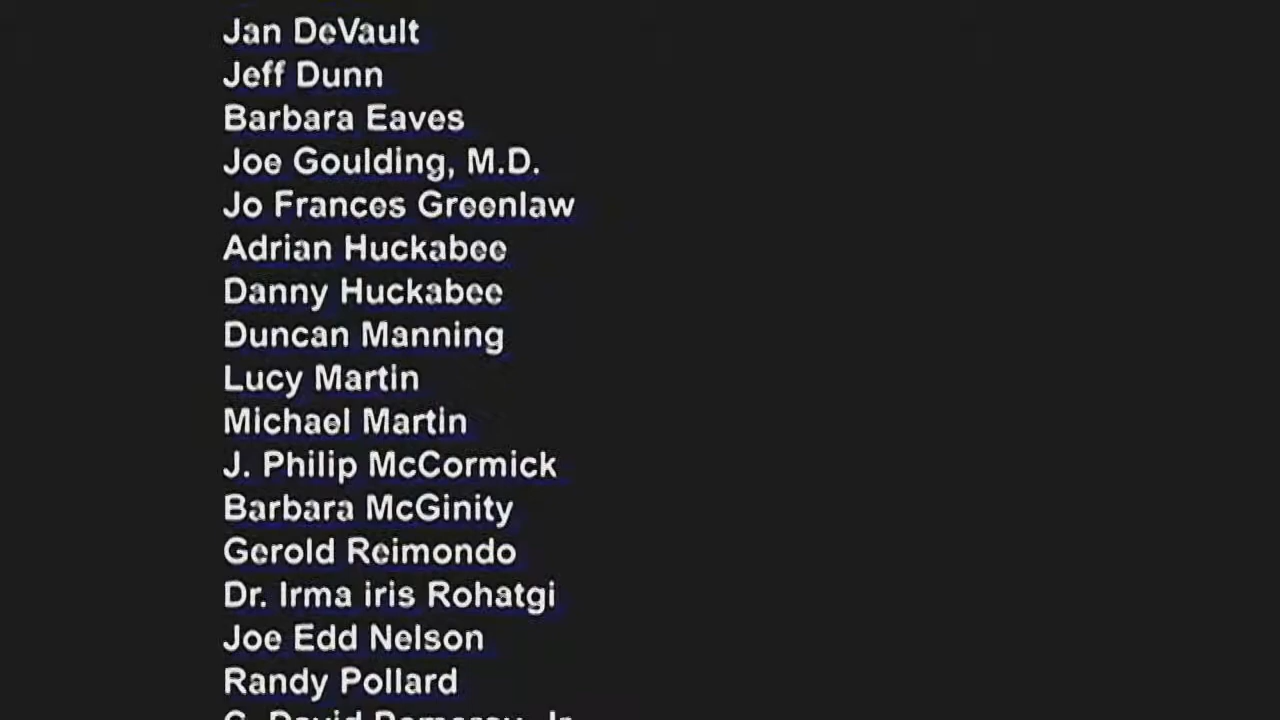 Jan DeVault
Jeff Dunn
Barbara Eaves
Joe Goulding, M.D.
Jo Frances Greenlaw
Adrian Huckabee
Danny Huckabee
Duncan Manning
Lucy Martin
Michael Martin
J. Philip McCormick
Barbara McGinity
Gerold Reimondo
Dr. Irma iris Rohatgi
Joe Edd Nelson
Randy Pollard
David